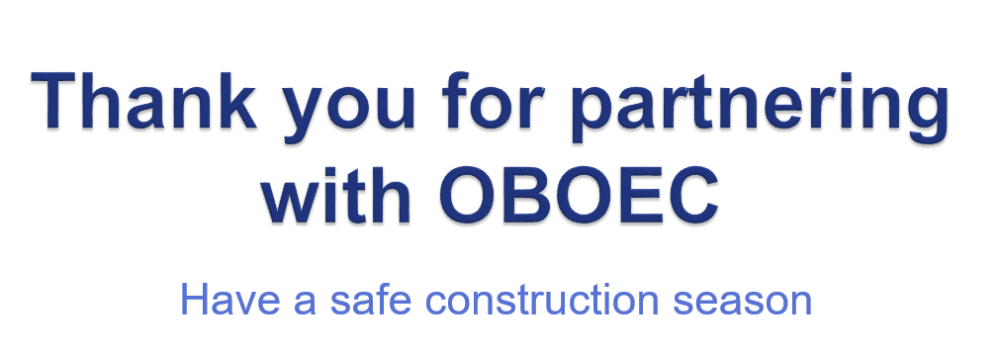 Thank you for partnering
with OBOEC
Have a safe construction season